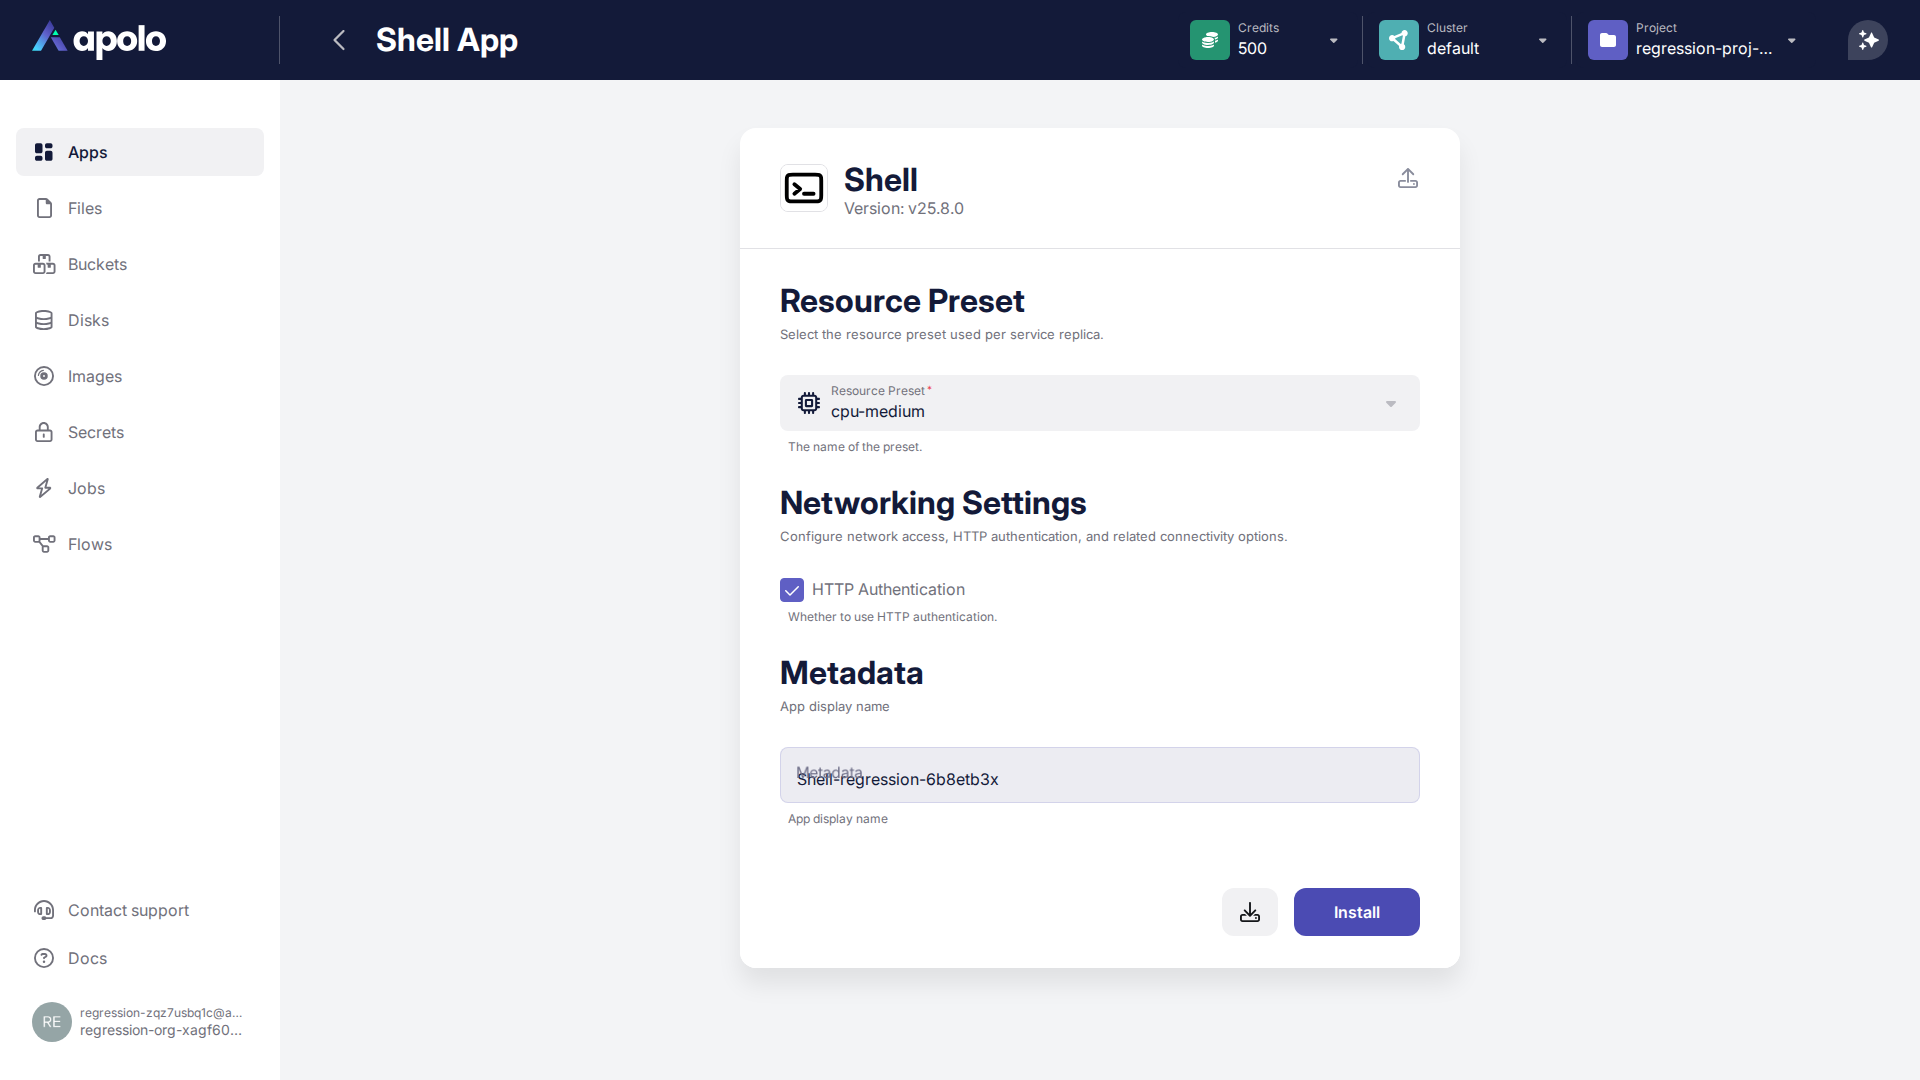 apolo
Shell App
Credits
500
Cluster
default
Project
regression-proj-...
Apps
Files
Buckets
Disks
Images
Secrets
Jobs
Flows
Contact support
Docs
RE
regression-zqz7usbq1c@a...
regression-org-xagf60...
Shell
Version: v25.8.0
Resource Preset
Select the resource preset used per service replica.
Resource Preset*
cpu-medium
The name of the preset.
Networking Settings
Configure network access, HTTP authentication, and related connectivity options.
HTTP Authentication
Whether to use HTTP authentication.
Metadata
App display name
Metadata
Shell-regression-6b8etb3x
App display name
Install